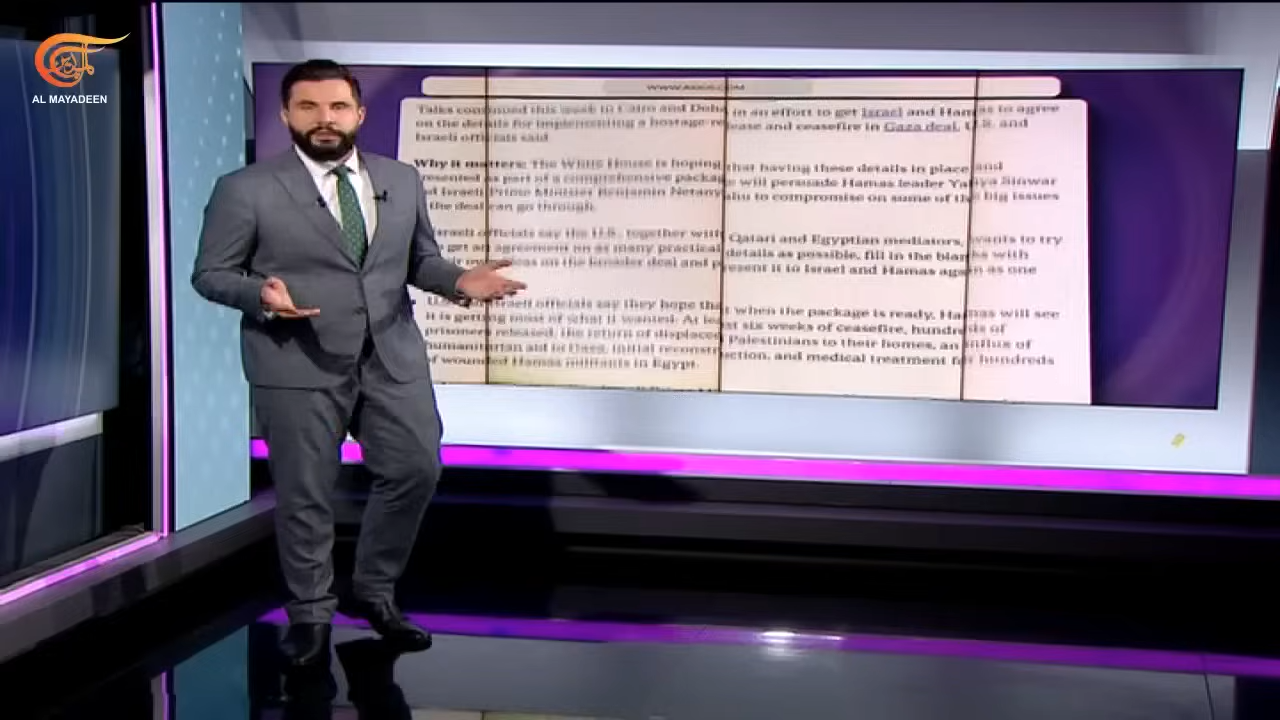 AL MAYADEEN
WWW.AXIOS.COM
Talks continued this week in Cairo and Doha in an effort to get Israel and Hamas to agree
on the details for implementing a hostage-release and ceasefire in Gaza deal, U.S. and
Israeli officials said
Why it matters: The White House is hoping that having these details in place and
presented as part of a comprehensive package will persuade Hamas leader Yahya Sinwar
and Israeli Prime Minister Benjamin Netanyahu to compromise on some of the big issues
the deal can go through.
Israeli officials say the U.S., together with Qatari and Egyptian mediators, wants to try
to get an agreement on as many practical details as possible, fill in the blanks with
ideas on the broader deal and present it to Israel and Hamas again as one
U.S. and Israeli officials say they hope that when the package is ready, Hamas will see
it is getting most of what it wanted: At least six weeks of ceasefire, hundreds of
prisoners released, the return of displaced Palestinians to their homes, an influx of
humanitarian aid to Gaza, initial reconstruction, and medical treatment for hundreds
of wounded Hamas militants in Egypt.